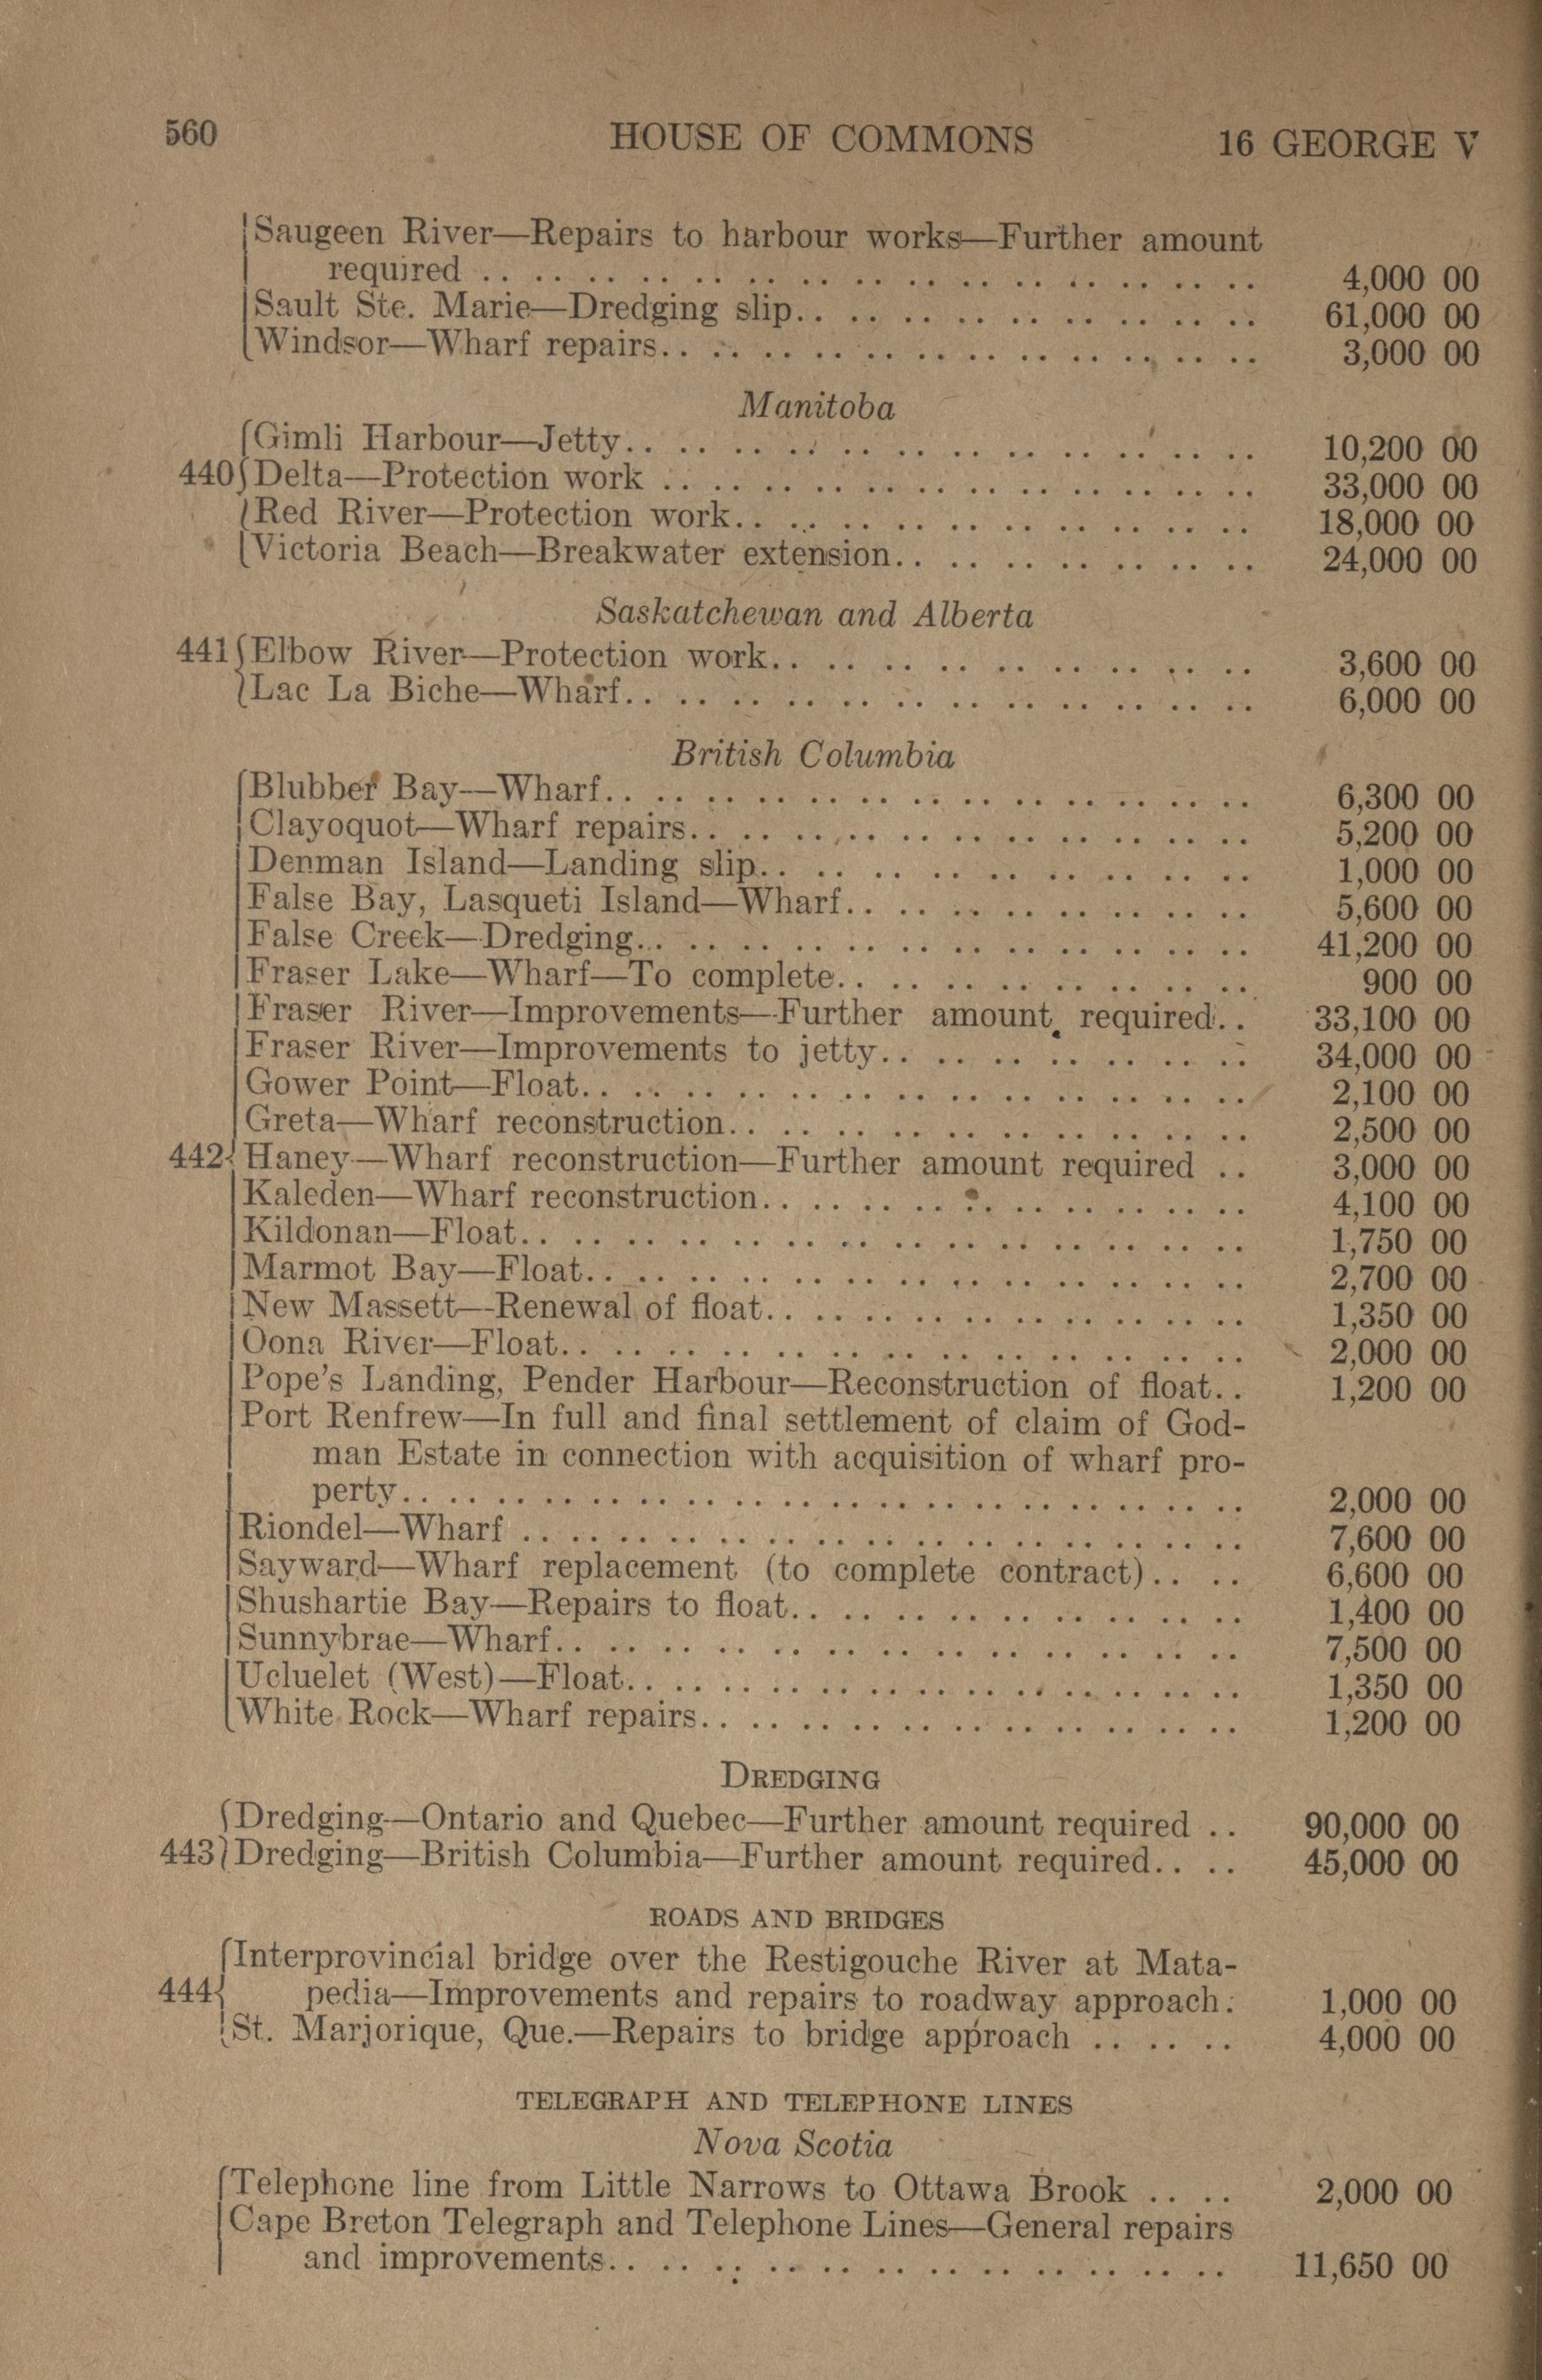 560 HOUSE OF COMMONS 16 GEORGE V
Saugeen River—Repairs to harbour works—Further amount
required .. .. .. .. .. .. .. .. .. .. .. .. .. .. .. 4,000 00
Sault Ste. Marie—Dredging slip.. .. .. .. .. .. .. .. .. 61,000 00
Windsor—Wharf repairs.. .. .. .. .. .. .. .. .. .. .. .. 3,000 00
Manitoba
Gimli Harbour—Jetty.. .. .. .. .. .. .. .. .. .. .. .. 10,200 00
440 Delta—Protection work .. .. .. .. .. .. .. .. .. .. .. .. 33,000 00
Red River—Protection work.. .. .. .. .. .. .. .. .. .. 18,000 00
Victoria Beach—Breakwater extension.. .. .. .. .. .. .. 24,000 00
Saskatchewan and Alberta
441 Elbow River—Protection work.. .. .. .. .. .. .. .. .. .. 3,600 00
Lac La Biche—Wharf.. .. .. .. .. .. .. .. .. .. .. .. 6,000 00
British Columbia
Blubber Bay—Wharf.. .. .. .. .. .. .. .. .. .. .. .. .. 6,300 00
Clayoquot—Wharf repairs.. .. .. .. .. .. .. .. .. .. .. 5,200 00
Denman Island—Landing slip.. .. .. .. .. .. .. .. .. .. 1,000 00
False Bay, Lasqueti Island—Wharf.. .. .. .. .. .. .. .. 5,600 00
False Creek—Dredging.. .. .. .. .. .. .. .. .. .. .. .. 41,200 00
Fraser Lake—Wharf—To complete.. .. .. .. .. .. .. .. 900 00
Fraser River—Improvements—Further amount required.. 33,100 00
Fraser River—Improvements to jetty.. .. .. .. .. .. .. 34,000 00
Gower Point—Float.. .. .. .. .. .. .. .. .. .. .. .. .. 2,100 00
Greta—Wharf reconstruction.. .. .. .. .. .. .. .. .. .. 2,500 00
442 Haney—Wharf reconstruction—Further amount required .. 3,000 00
Kaleden—Wharf reconstruction.. .. .. .. .. .. .. .. .. 4,100 00
Kildonan—Float.. .. .. .. .. .. .. .. .. .. .. .. .. .. 1,750 00
Marmot Bay—Float.. .. .. .. .. .. .. .. .. .. .. .. .. 2,700 00
New Massett—Renewal of float.. .. .. .. .. .. .. .. .. 1,350 00
Oona River—Float.. .. .. .. .. .. .. .. .. .. .. .. .. 2,000 00
Pope's Landing, Pender Harbour—Reconstruction of float.. 1,200 00
Port Renfrew—In full and final settlement of claim of God-
man Estate in connection with acquisition of wharf pro-
perty.. .. .. .. .. .. .. .. .. .. .. .. .. .. .. .. .. 2,000 00
Riondel—Wharf .. .. .. .. .. .. .. .. .. .. .. .. .. .. 7,600 00
Sayward—Wharf replacement (to complete contract).. .. 6,600 00
Shushartie Bay—Repairs to float.. .. .. .. .. .. .. .. .. 1,400 00
Sunnybrae—Wharf.. .. .. .. .. .. .. .. .. .. .. .. .. 7,500 00
Ucluelet (West)—Float.. .. .. .. .. .. .. .. .. .. .. .. 1,350 00
White Rock—Wharf repairs.. .. .. .. .. .. .. .. .. .. .. 1,200 00
DREDGING
Dredging—Ontario and Quebec—Further amount required .. 90,000 00
443 Dredging—British Columbia—Further amount required.. .. 45,000 00
ROADS AND BRIDGES
Interprovincial bridge over the Restigouche River at Mata-
444 pedia—Improvements and repairs to roadway approach. 1,000 00
St. Marjorique, Que.—Repairs to bridge approach .. .. .. 4,000 00
TELEGRAPH AND TELEPHONE LINES
Nova Scotia
Telephone line from Little Narrows to Ottawa Brook .. .. 2,000 00
Cape Breton Telegraph and Telephone Lines—General repairs
and improvements.. .. .. .. .. .. .. .. .. .. .. .. 11,650 00